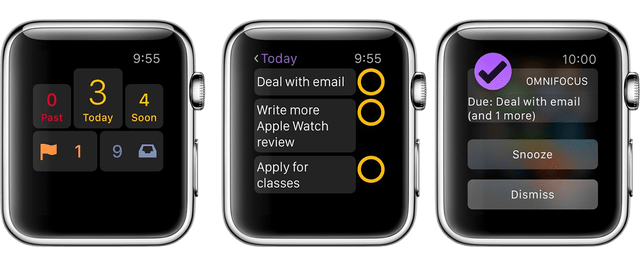 9:55
0
Past
3
Today
4
Soon
1
9
‹Today
9:55
Deal with email
Write more
Apple Watch
review
Apply for
classes
10:00
OMNIFOCUS
Due: Deal with email
(and 1 more)
Snooze
Dismiss